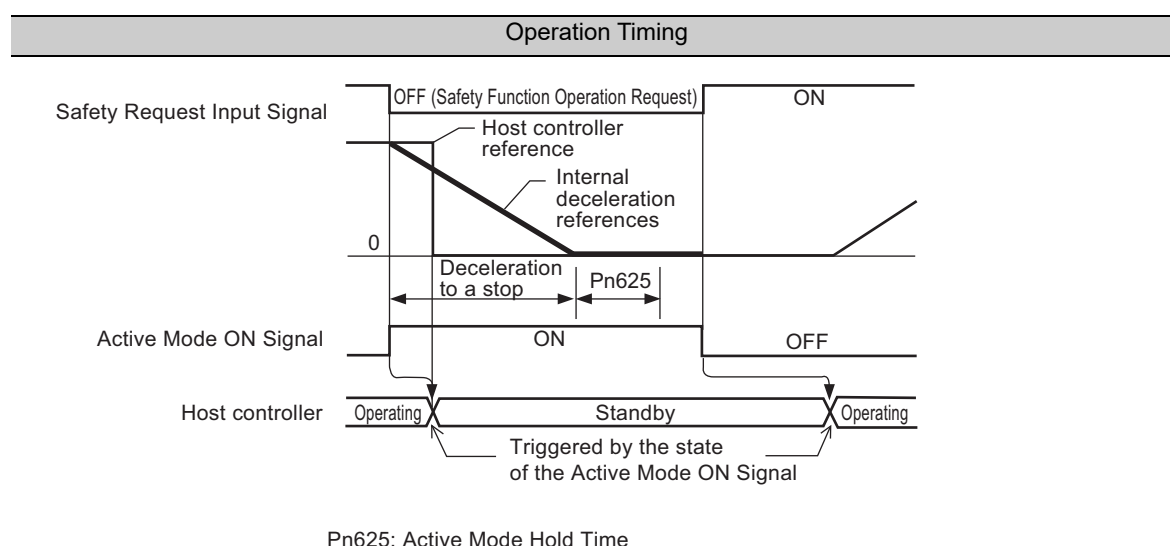 Operation Timing
Safety Request Input Signal
OFF (Safety Function Operation Request)
ON
Host controller
reference
Internal
deceleration
references
0
Deceleration
to a stop
Pn625
Active Mode ON Signal
ON
OFF
Host controller
Operating
Standby
Operating
Triggered by the state
of the Active Mode ON Signal
Pn625: Active Mode Hold Time